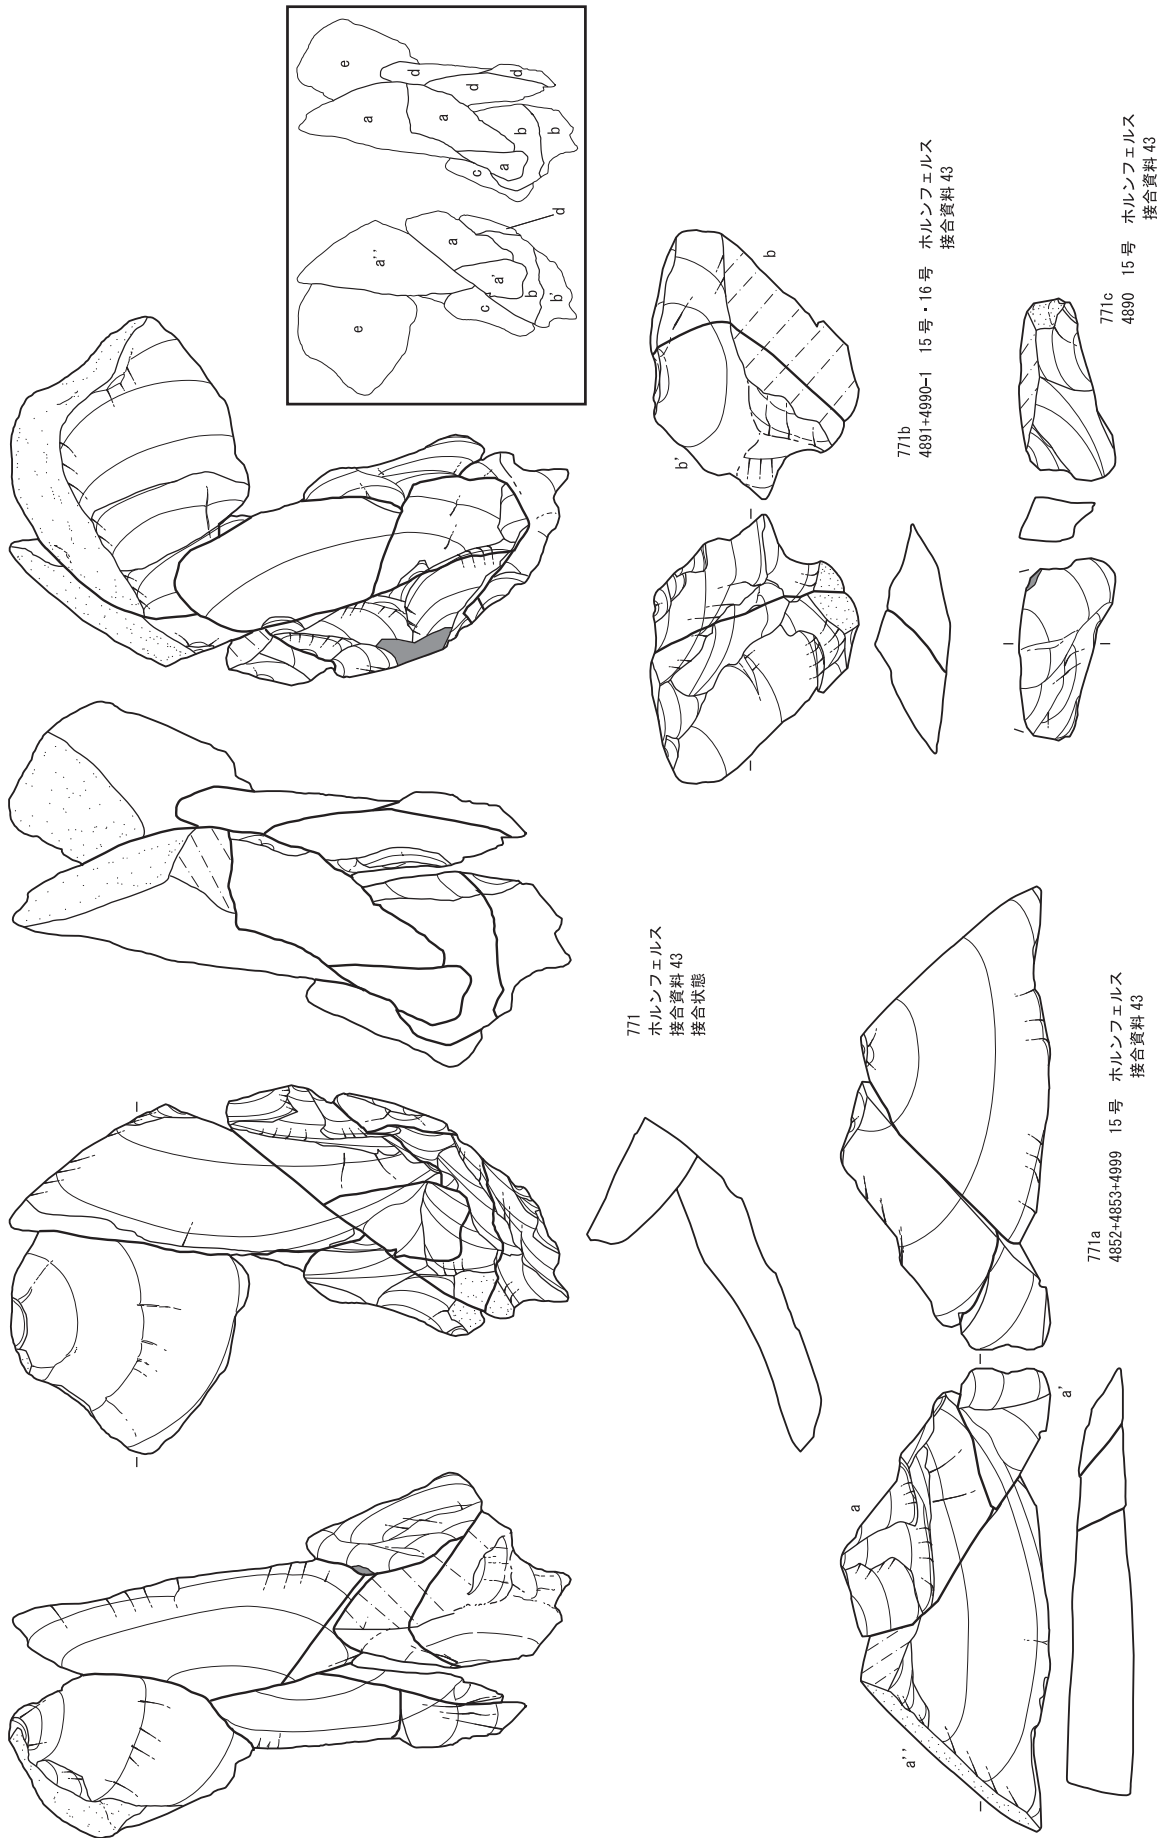 e
a
a
a
b
b
c
d
d
d
e
a''
a
a'
b
b'
c
d
771
ホルンフェルス
接合資料 43
接合状態
b'
b
771b
4891+4990-1 15号・16号 ホルンフェルス
接合資料 43
771c
4890 15号 ホルンフェルス
接合資料 43
a''
a
a'
771a
4852+4853+4999 15号 ホルンフェルス
接合資料 43